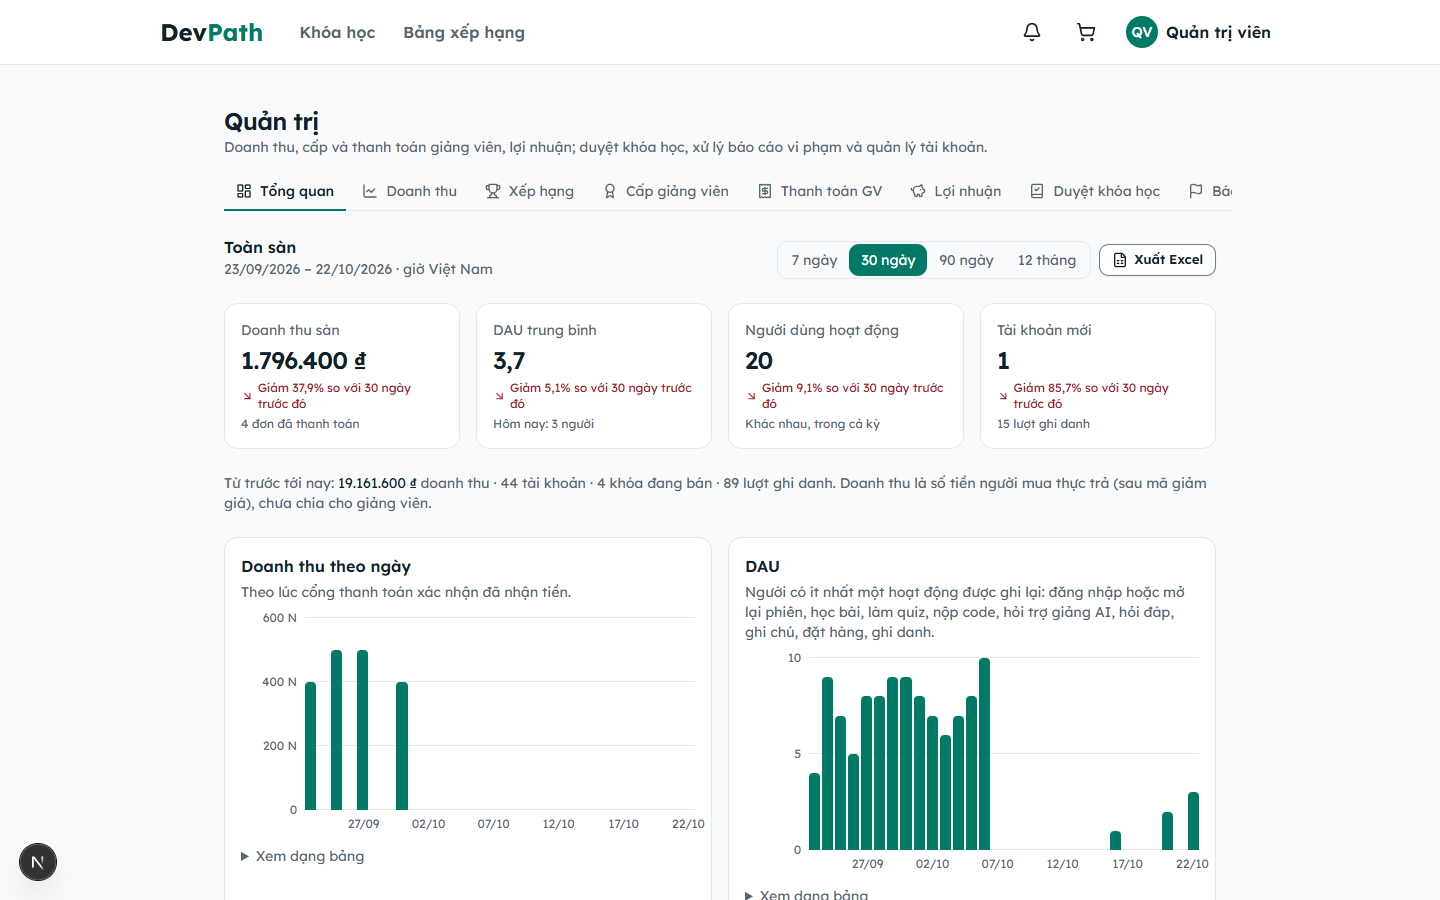 DevPath
Khóa học
Bảng xếp hạng
QV
Quản trị viên
Quản trị
Doanh thu, cấp và thanh toán giảng viên, lợi nhuận; duyệt khóa học, xử lý báo cáo vi phạm và quản lý tài khoản.
Tổng quan
Doanh thu
Xếp hạng
Cấp giảng viên
Thanh toán GV
Lợi nhuận
Duyệt khóa học
Toàn sàn
23/09/2026 – 22/10/2026 · giờ Việt Nam
7 ngày
30 ngày
90 ngày
12 tháng
Xuất Excel
Doanh thu sàn
1.796.400 ₫
Giảm 37,9% so với 30 ngày
trước đó
4 đơn đã thanh toán
DAU trung bình
3,7
Giảm 5,1% so với 30 ngày trước
đó
Hôm nay: 3 người
Người dùng hoạt động
20
Giảm 9,1% so với 30 ngày trước
đó
Khác nhau, trong cả kỳ
Tài khoản mới
1
Giảm 85,7% so với 30 ngày
trước đó
15 lượt ghi danh
Từ trước tới nay: 19.161.600 ₫ doanh thu · 44 tài khoản · 4 khóa đang bán · 89 lượt ghi danh. Doanh thu là số tiền người mua thực trả (sau mã giảm
giá), chưa chia cho giảng viên.
Doanh thu theo ngày
Theo lúc cổng thanh toán xác nhận đã nhận tiền.
600 N
400 N
200 N
0
27/09
02/10
07/10
12/10
17/10
22/10
Xem dạng bảng
DAU
Người có ít nhất một hoạt động được ghi lại: đăng nhập hoặc mở
lại phiên, học bài, làm quiz, nộp code, hỏi trợ giảng AI, hỏi đáp,
ghi chú, đặt hàng, ghi danh.
10
5
0
27/09
02/10
07/10
12/10
17/10
22/10
Xem dạng bảng
N